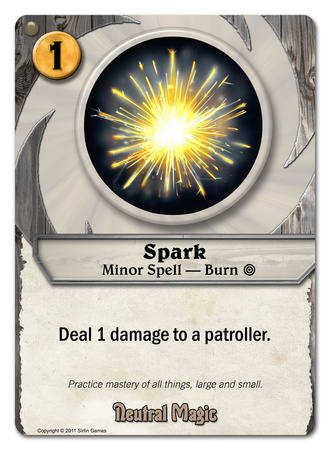 1
Spark
Minor Spell — Burn ◎
Deal 1 damage to a patroller.
Practice mastery of all things, large and small.
Neutral Magic
Copyright © 2011 Sirlin Games